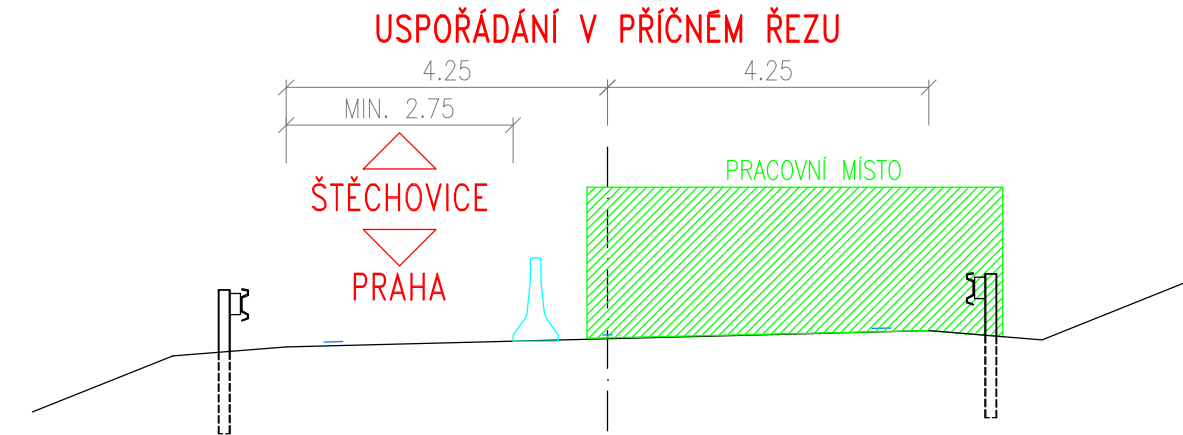 USPOŘÁDÁNÍ V PŘÍČNÉM ŘEZU
4.25 4.25
MIN. 2.75
PRACOVNÍ MÍSTO
ŠTĚCHOVICE
PRAHA